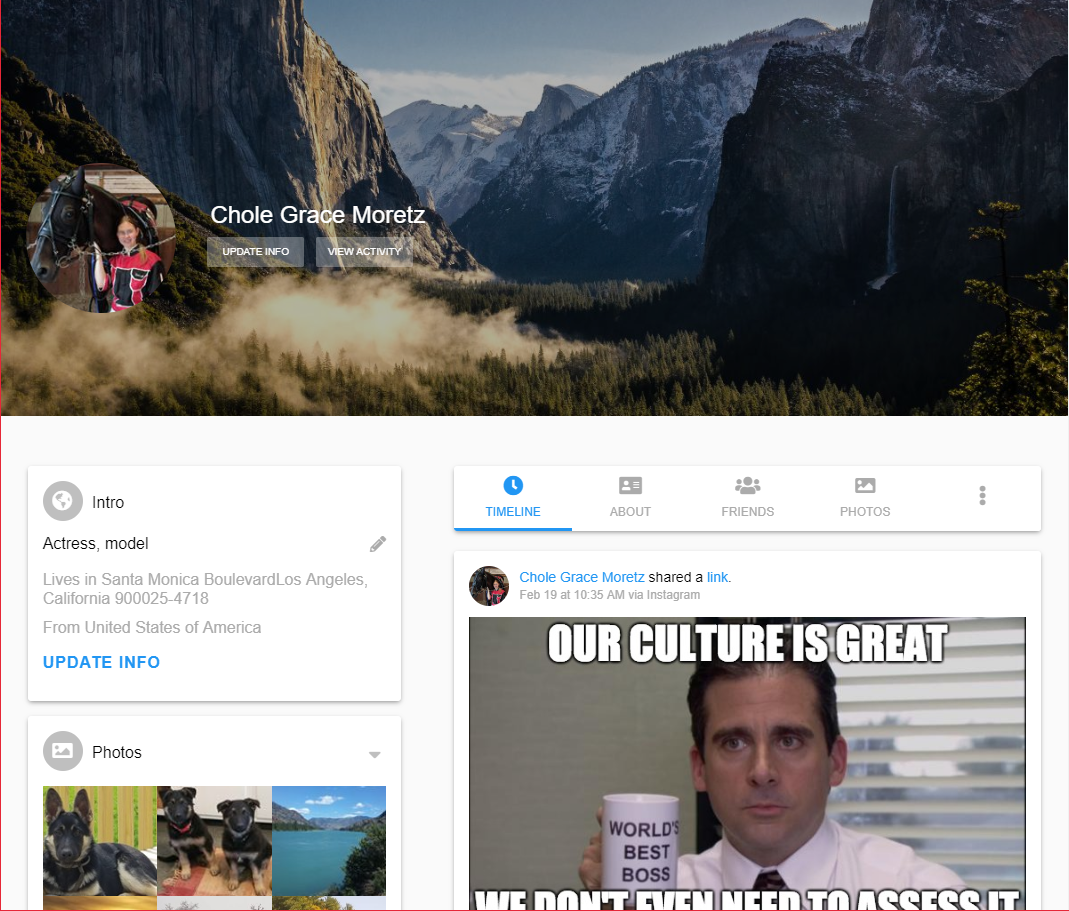 Chole Grace Moretz
UPDATE INFO
VIEW ACTIVITY
Intro
Actress, model
Lives in Santa Monica BoulevardLos Angeles,
California 900025-4718
From United States of America
UPDATE INFO
Photos
TIMELINE
ABOUT
FRIENDS
PHOTOS
Chole Grace Moretz shared a link.
Feb 19 at 10:35 AM via Instagram
OUR CULTURE IS GREAT
WORLD'S
BEST
BOSS
WE DON'T EVEN NEED TO ASSESS IT